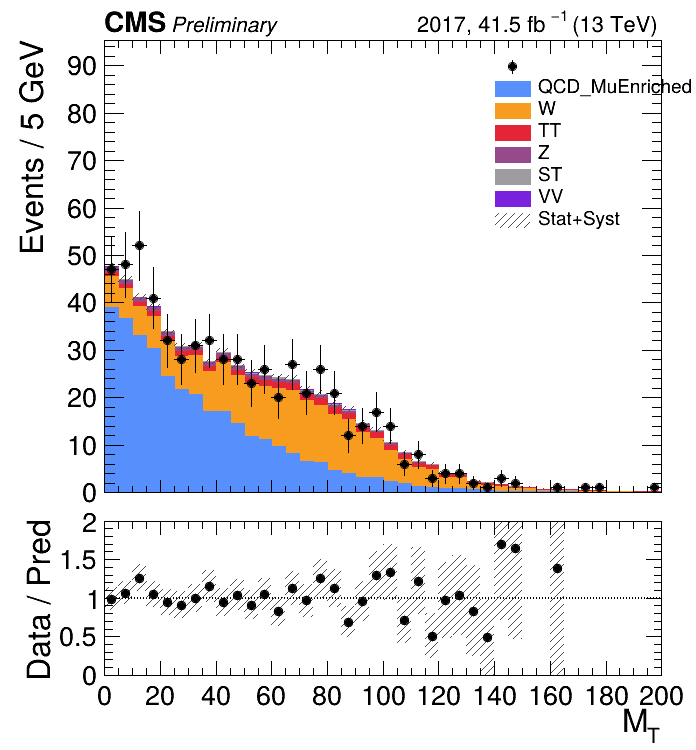 CMS Preliminary 2017, 41.5 fb⁻¹ (13 TeV)
Events / 5 GeV
90
80
70
60
50
40
30
20
10
0
QCD_MuEnriched
W
TT
Z
ST
VV
Stat+Syst
Data / Pred
2
1.5
1
0.5
0
0 20 40 60 80 100 120 140 160 180 200
M_T